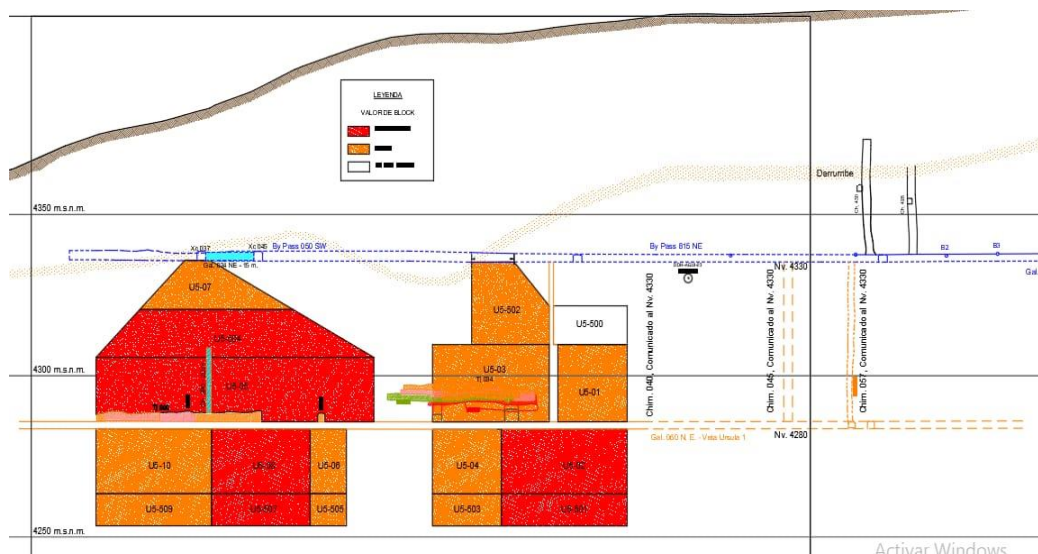 LEYENDA
VALOR DE BLOCK
Derrumbe
4350 m.s.n.m.
Xc 037
Xc 045
By Pass 050 SW
By Pass 815 NE
B2
B3
Nv. 4330
Gal.
U5-07
U5-502
U5-500
U5-03
U5-01
4300 m.s.n.m.
Chim. 040, Comunicado al Nv. 4330
Chim. 045, Comunicado al Nv. 4330
Chim. 057, Comunicado al Nv. 4330
Gal. 060 N. E. - Veta Ursula 1
Nv. 4280
U5-10
U5-06
U5-04
U5-509
U5-505
U5-503
4250 m.s.n.m.
Activar Windows